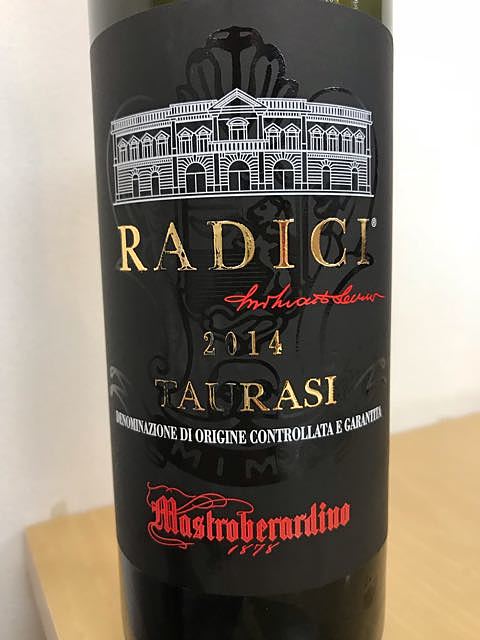 RADICI®
2014
TAURASI
DENOMINAZIONE DI ORIGINE CONTROLLATA E GARANTITA
Mastroberardino
1878